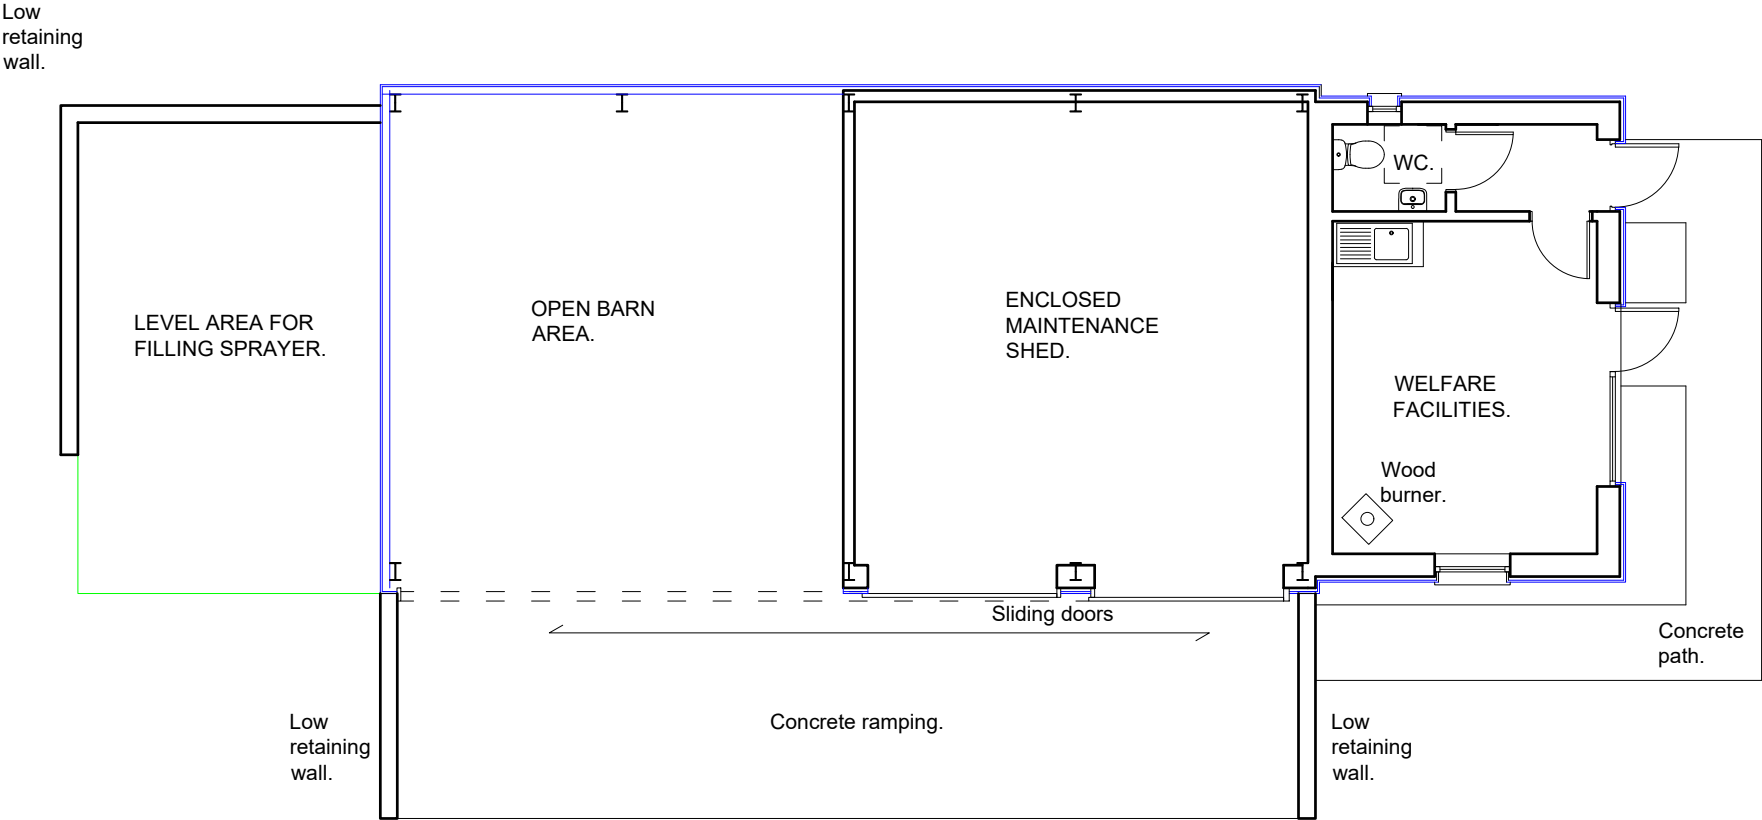 Low
retaining
wall.
WC.
LEVEL AREA FOR
FILLING SPRAYER.
OPEN BARN
AREA.
ENCLOSED
MAINTENANCE
SHED.
WELFARE
FACILITIES.
Wood
burner.
Sliding doors
Concrete
path.
Low
retaining
wall.
Concrete ramping.
Low
retaining
wall.